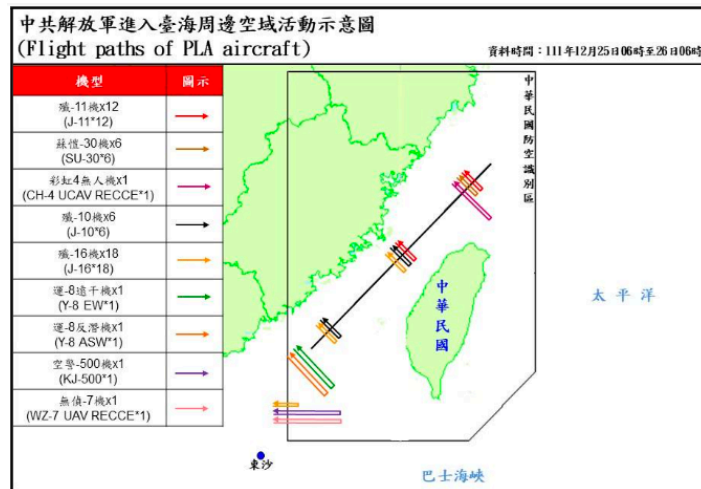 中共解放軍進入臺海周邊空域活動示意圖
(Flight paths of PLA aircraft)
資料時間：111年12月25日06時至26日06時
機型 圖示
殲-11機x12
(J-11*12)
蘇愷-30機x6
(SU-30*6)
彩虹4無人機x1
(CH-4 UCAV RECCE*1)
殲-10機x6
(J-10*6)
殲-16機x18
(J-16*18)
運-8遠干機x1
(Y-8 EW*1)
運-8反潛機x1
(Y-8 ASW*1)
空警-500機x1
(KJ-500*1)
無偵-7機x1
(WZ-7 UAV RECCE*1)
中華民國防空識別區
中華民國
太平洋
東沙
巴士海峽